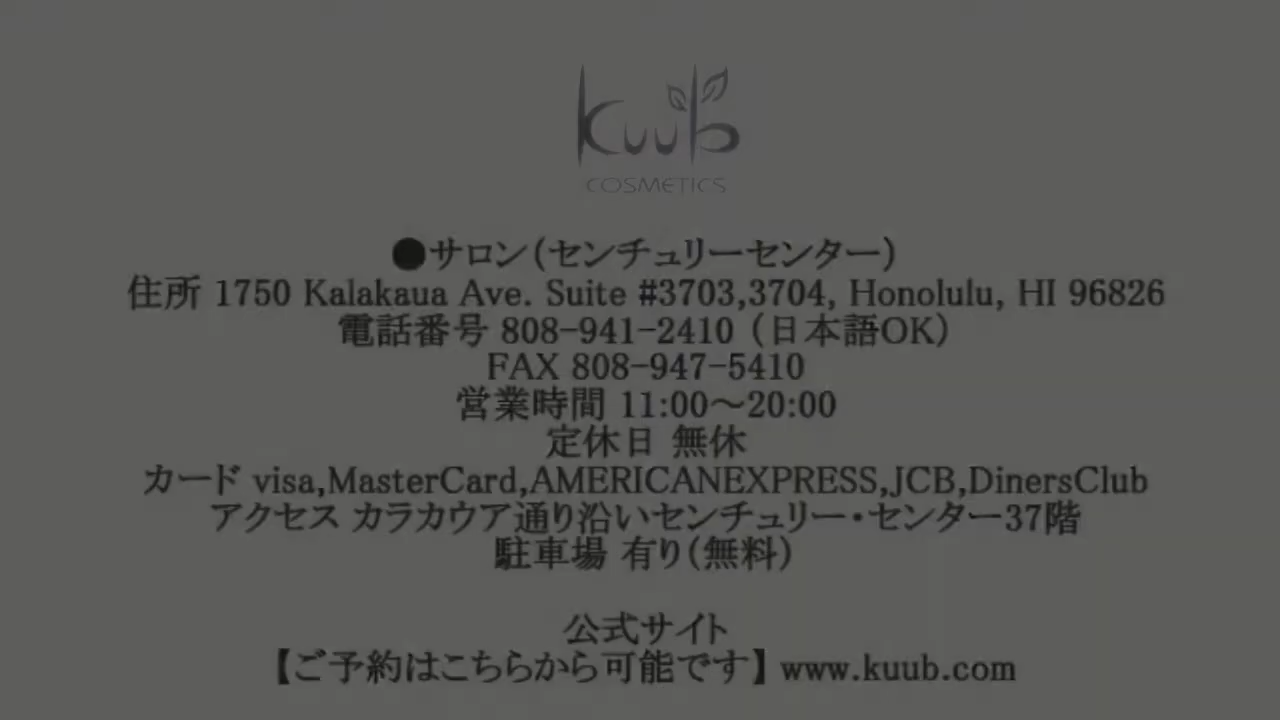 kuub
COSMETICS
●サロン（センチュリーセンター）
住所 1750 Kalakaua Ave. Suite #3703,3704, Honolulu, HI 96826
電話番号 808-941-2410（日本語OK）
FAX 808-947-5410
営業時間 11:00～20:00
定休日 無休
カード visa,MasterCard,AMERICANEXPRESS,JCB,DinersClub
アクセス カラカウア通り沿いセンチュリー・センター37階
駐車場 有り（無料）
公式サイト
【ご予約はこちらから可能です】www.kuub.com